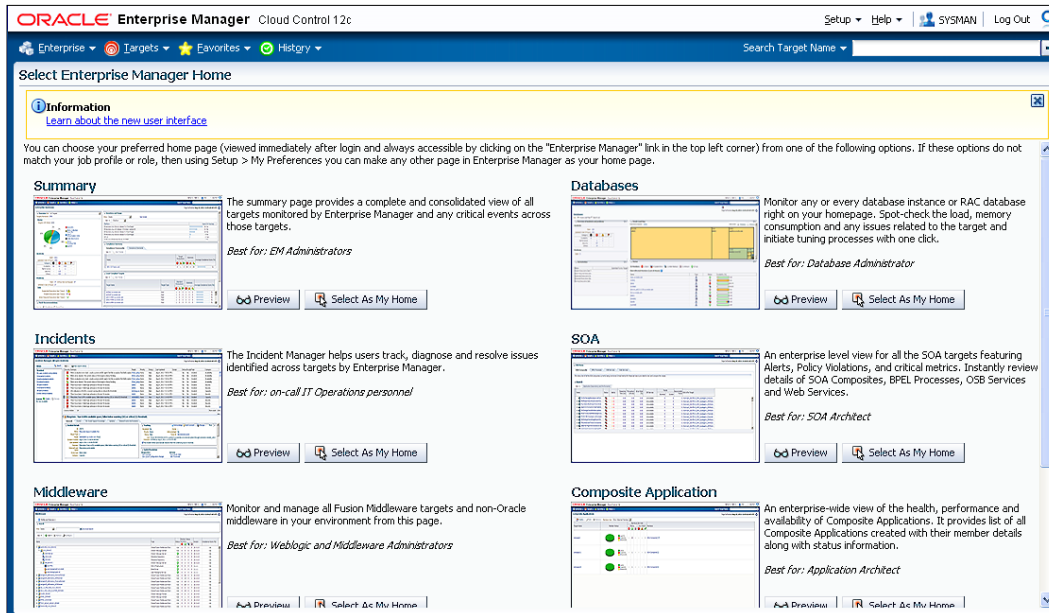 ORACLE Enterprise Manager Cloud Control 12c
Setup Help SYSMAN Log Out
Enterprise Targets Favorites History Search Target Name
Select Enterprise Manager Home
Information
Learn about the new user interface
You can choose your preferred home page (viewed immediately after login and always accessible by clicking on the "Enterprise Manager" link in the top left corner) from one of the following options. If these options do not
match your job profile or role, then using Setup > My Preferences you can make any other page in Enterprise Manager as your home page.
Summary
The summary page provides a complete and consolidated view of all
targets monitored by Enterprise Manager and any critical events across
those targets.
Best for: EM Administrators
Preview Select As My Home
Databases
Monitor any or every database instance or RAC database
right on your homepage. Spot-check the load, memory
consumption and any issues related to the target and
initiate tuning processes with one click.
Best for: Database Administrator
Preview Select As My Home
Incidents
The Incident Manager helps users track, diagnose and resolve issues
identified across targets by Enterprise Manager.
Best for: on-call IT Operations personnel
Preview Select As My Home
SOA
An enterprise level view for all the SOA targets featuring
Alerts, Policy Violations, and critical metrics. Instantly review
details of SOA Composites, BPEL Processes, OSB Services
and Web Services.
Best for: SOA Architect
Preview Select As My Home
Middleware
Monitor and manage all Fusion Middleware targets and non-Oracle
middleware in your environment from this page.
Best for: Weblogic and Middleware Administrators
Preview Select As My Home
Composite Application
An enterprise-wide view of the health, performance and
availability of Composite Applications. It provides list of all
Composite Applications created with their member details
along with status information.
Best for: Application Architect
Preview Select As My Home